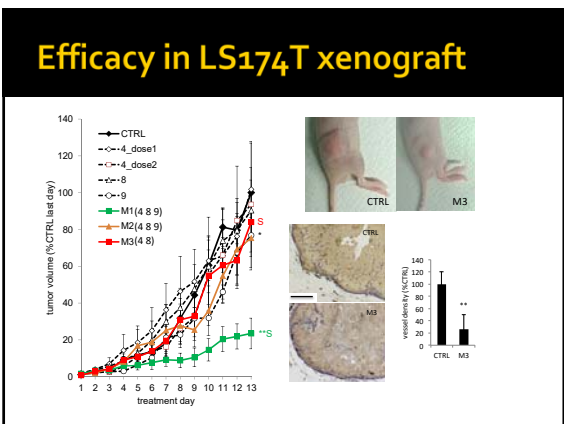 Efficacy in LS174T xenograft
tumor volume (%CTRL last day)
140
120
100
80
60
40
20
0
CTRL
4_dose1
4_dose2
8
9
M1(4 8 9)
M2(4 8 9)
M3(4 8)
S
*
**S
1 2 3 4 5 6 7 8 9 10 11 12 13
treatment day
CTRL
M3
CTRL
M3
vessel density (%CTRL)
140
120
100
80
60
40
20
0
**
CTRL M3